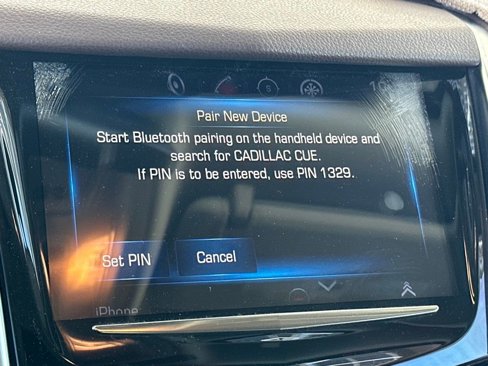 Pair New Device
Start Bluetooth pairing on the handheld device and
search for CADILLAC CUE.
If PIN is to be entered, use PIN 1329.
Set PIN
Cancel
iPhone